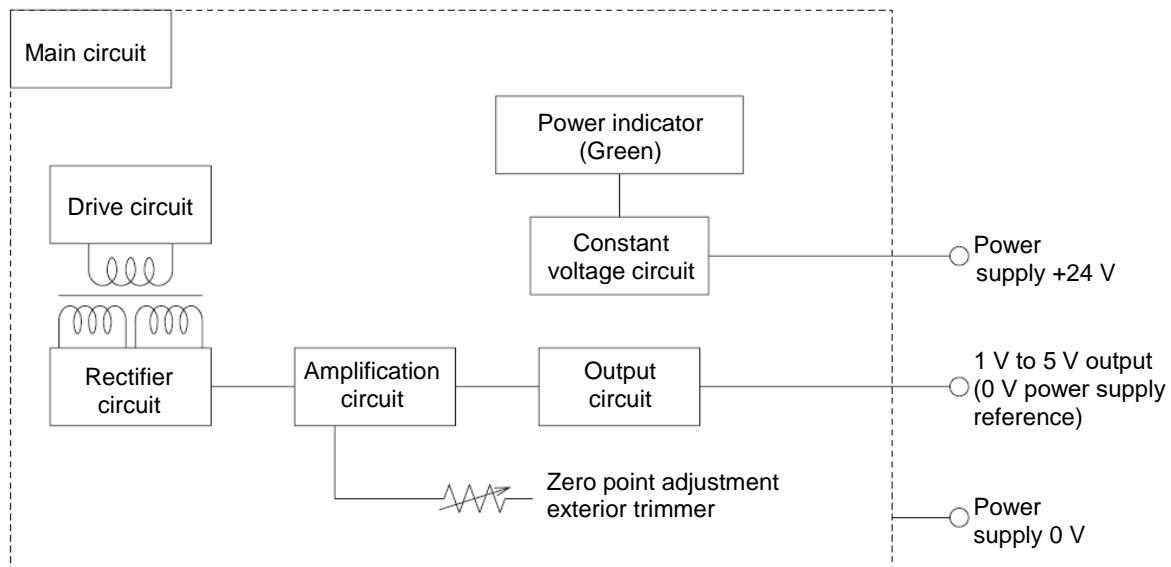 Main circuit
Power indicator
(Green)
Drive circuit
Constant
voltage circuit
Power
supply +24 V
Rectifier
circuit
Amplification
circuit
Output
circuit
1 V to 5 V output
(0 V power supply
reference)
Zero point adjustment
exterior trimmer
Power
supply 0 V